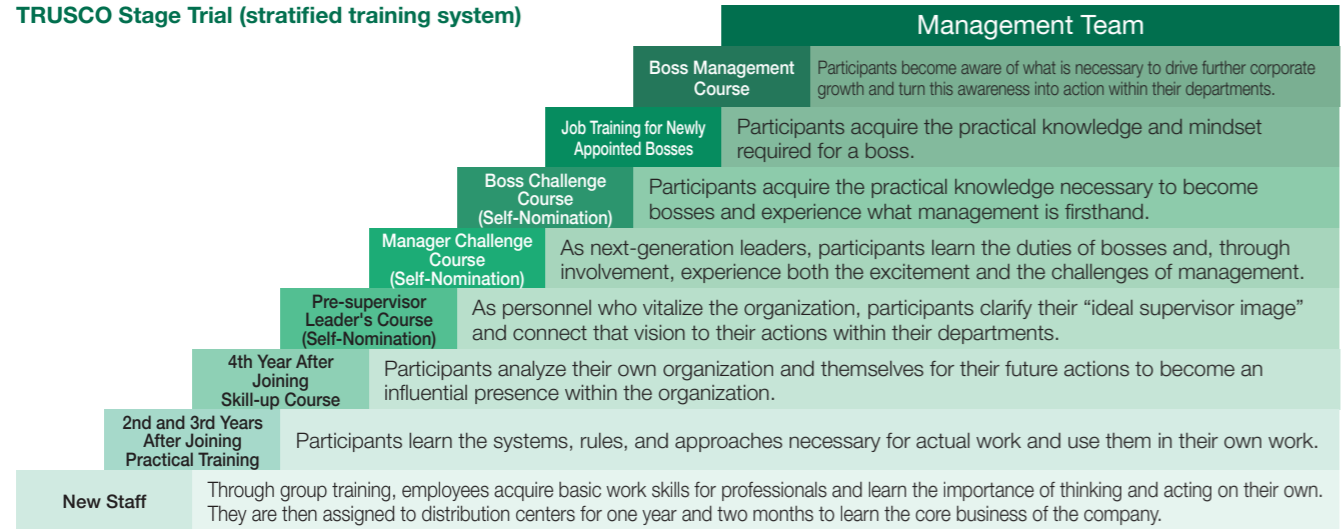 TRUSCO Stage Trial (stratified training system)
Management Team
Boss Management
Course
Participants become aware of what is necessary to drive further corporate
growth and turn this awareness into action within their departments.
Job Training for Newly
Appointed Bosses
Participants acquire the practical knowledge and mindset
required for a boss.
Boss Challenge
Course
(Self-Nomination)
Participants acquire the practical knowledge necessary to become
bosses and experience what management is firsthand.
Manager Challenge
Course
(Self-Nomination)
As next-generation leaders, participants learn the duties of bosses and, through
involvement, experience both the excitement and the challenges of management.
Pre-supervisor
Leader's Course
(Self-Nomination)
As personnel who vitalize the organization, participants clarify their “ideal supervisor image”
and connect that vision to their actions within their departments.
4th Year After
Joining
Skill-up Course
Participants analyze their own organization and themselves for their future actions to become an
influential presence within the organization.
2nd and 3rd Years
After Joining
Practical Training
Participants learn the systems, rules, and approaches necessary for actual work and use them in their own work.
New Staff
Through group training, employees acquire basic work skills for professionals and learn the importance of thinking and acting on their own.
They are then assigned to distribution centers for one year and two months to learn the core business of the company.